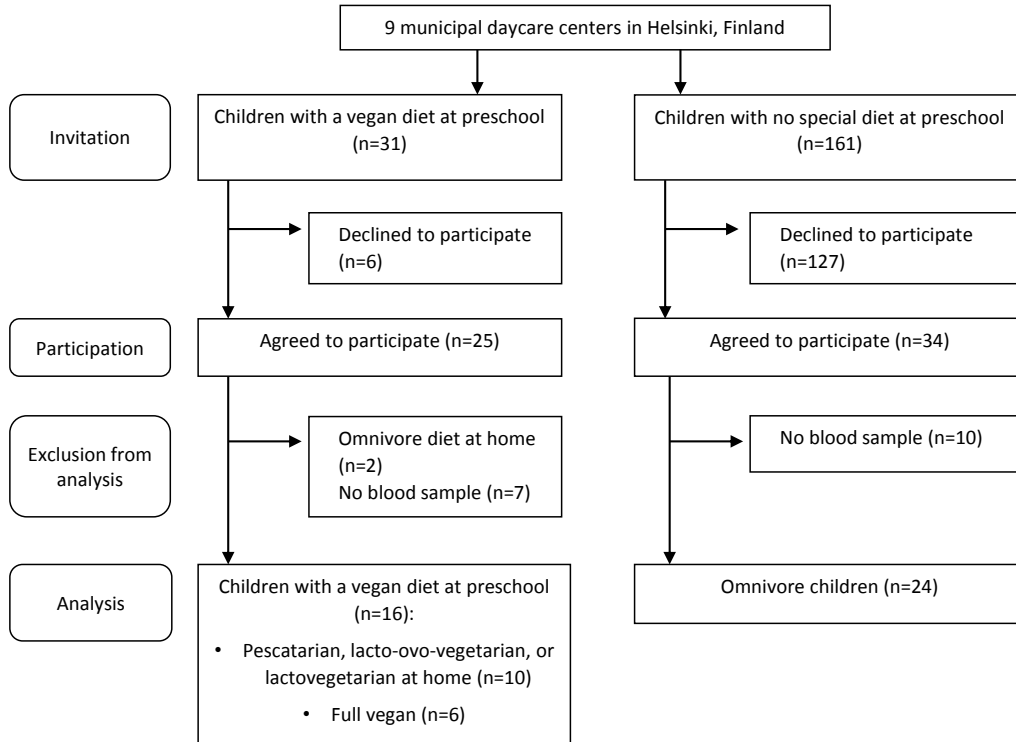 9 municipal daycare centers in Helsinki, Finland
Invitation
Children with a vegan diet at preschool
(n=31)
Children with no special diet at preschool
(n=161)
Declined to participate
(n=6)
Declined to participate
(n=127)
Participation
Agreed to participate (n=25)
Agreed to participate (n=34)
Exclusion from
analysis
Omnivore diet at home
(n=2)
No blood sample (n=7)
No blood sample (n=10)
Analysis
Children with a vegan diet at preschool
(n=16):
• Pescatarian, lacto-ovo-vegetarian, or
lactovegetarian at home (n=10)
• Full vegan (n=6)
Omnivore children (n=24)